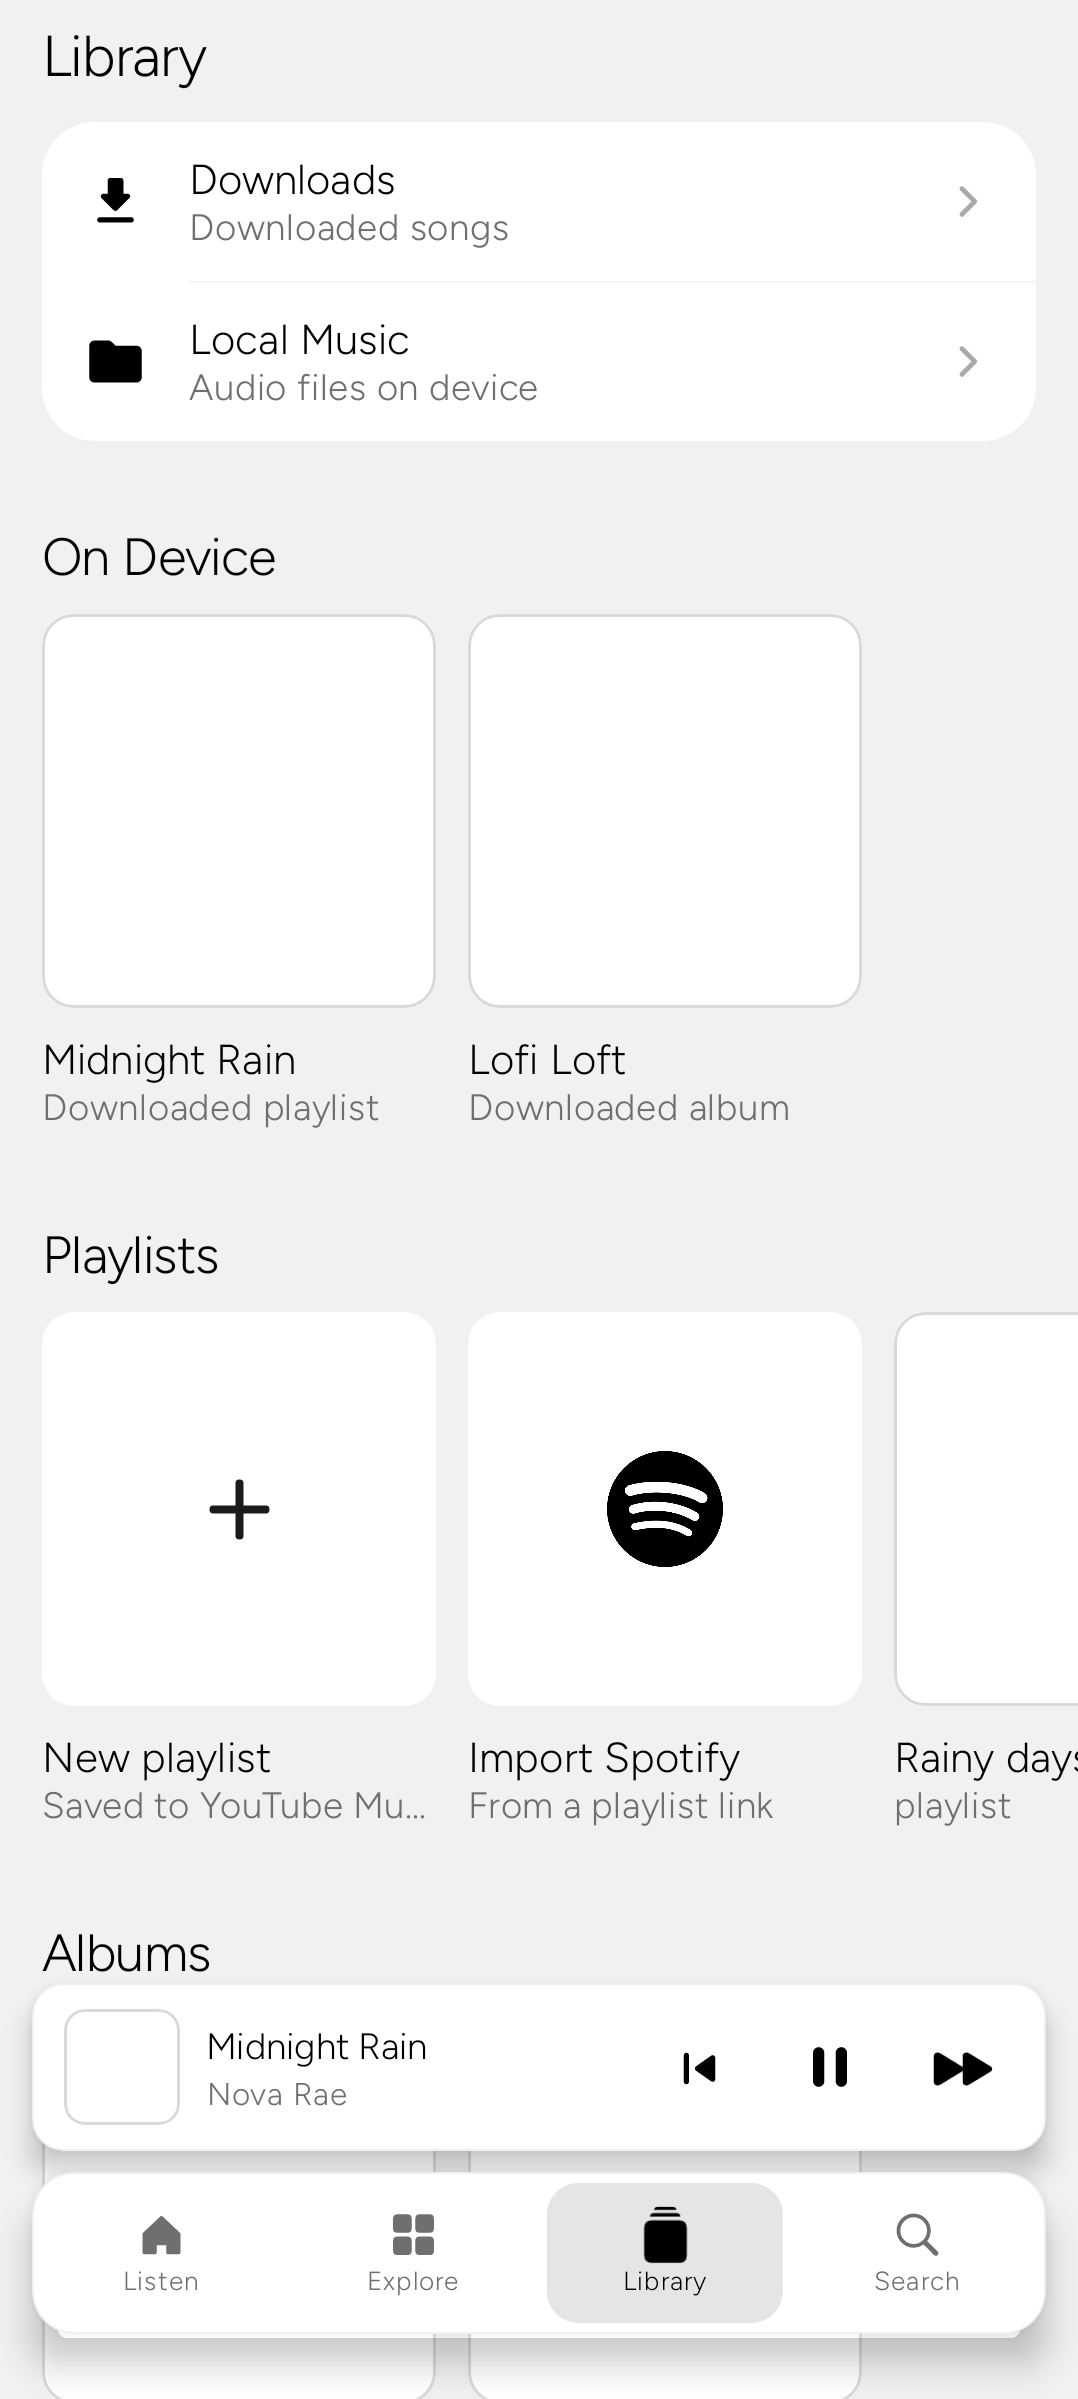 Library
Downloads
Downloaded songs
Local Music
Audio files on device
On Device
Midnight Rain
Downloaded playlist
Lofi Loft
Downloaded album
Playlists
New playlist
Saved to YouTube Mu...
Import Spotify
From a playlist link
Rainy days
playlist
Albums
Midnight Rain
Nova Rae
Listen
Explore
Library
Search